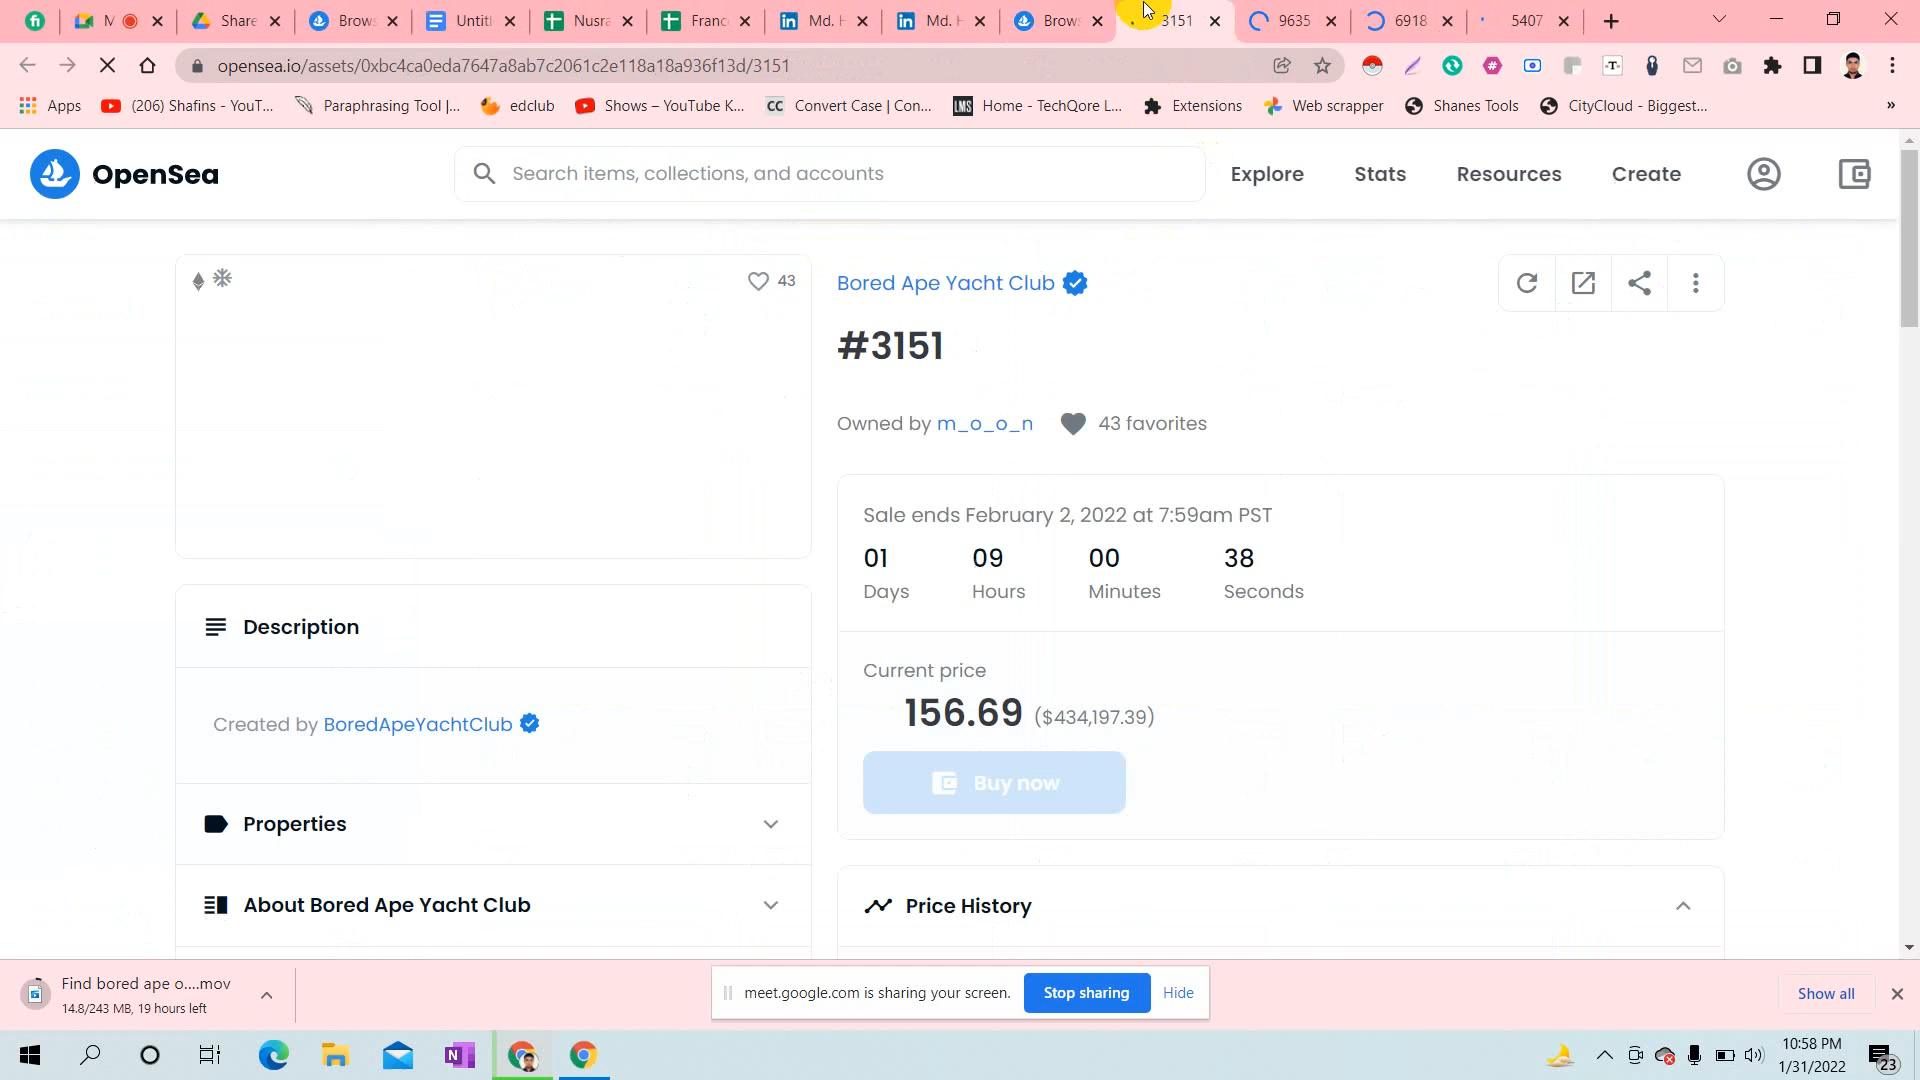 M
Share
Brows
Untitl
Nusra
Franc
Md. H
Md. H
Brows
3151
9635
6918
5407
opensea.io/assets/0xbc4ca0eda7647a8ab7c2061c2e118a18a936f13d/3151
Apps
(206) Shafins - YouT...
Paraphrasing Tool |...
edclub
Shows – YouTube K...
CC Convert Case | Con...
LMS Home - TechQore L...
Extensions
Web scrapper
Shanes Tools
CityCloud - Biggest...
»
OpenSea
Search items, collections, and accounts
Explore
Stats
Resources
Create
43
Bored Ape Yacht Club
#3151
Owned by m_o_o_n
43 favorites
Sale ends February 2, 2022 at 7:59am PST
01
09
00
38
Days
Hours
Minutes
Seconds
Description
Current price
156.69 ($434,197.39)
Created by BoredApeYachtClub
Buy now
Properties
About Bored Ape Yacht Club
Price History
Find bored ape o....mov
14.8/243 MB, 19 hours left
meet.google.com is sharing your screen.
Stop sharing
Hide
Show all
10:58 PM
1/31/2022
23